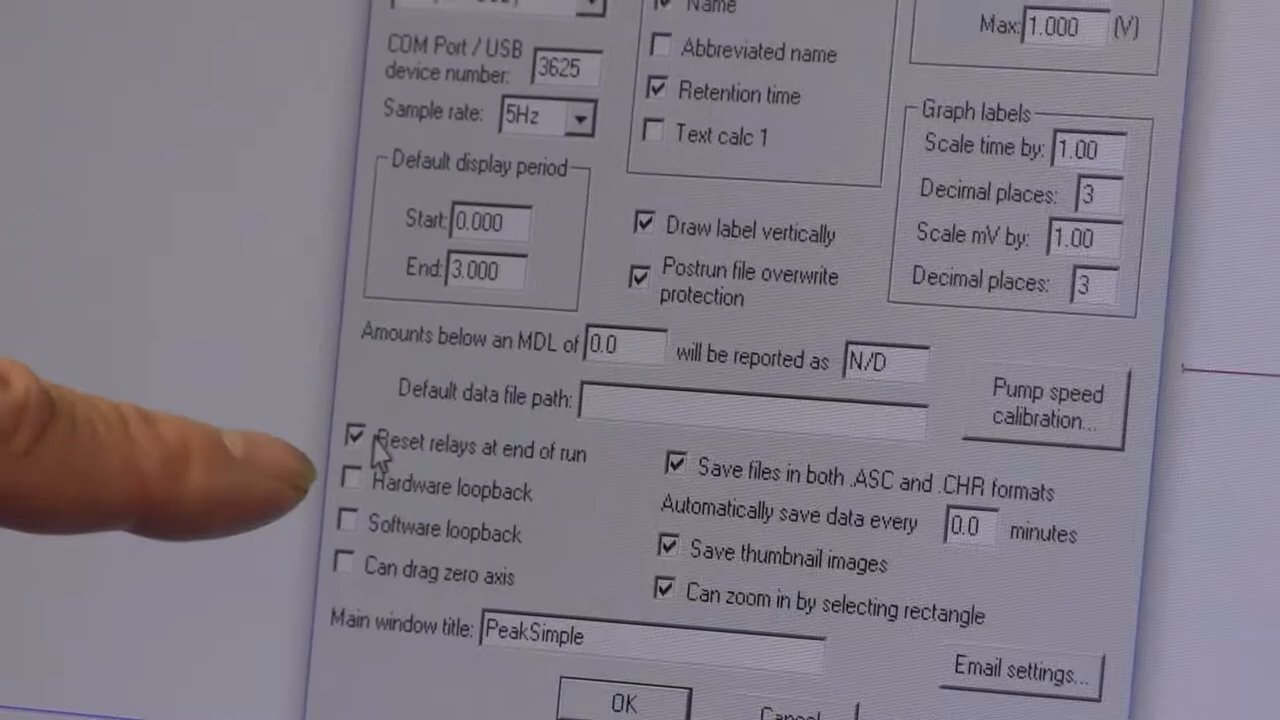 Name
Max: 1.000 (V)
COM Port / USB
device number: 3625
Abbreviated name
Retention time
Sample rate: 5Hz
Text calc 1
Graph labels
Scale time by: 1.00
Decimal places: 3
Scale mV by: 1.00
Decimal places: 3
Default display period
Start: 0.000
End: 3.000
Draw label vertically
Postrun file overwrite
protection
Amounts below an MDL of 0.0 will be reported as N/D
Default data file path:
Pump speed
calibration...
Reset relays at end of run
Hardware loopback
Software loopback
Can drag zero axis
Save files in both .ASC and .CHR formats
Automatically save data every 0.0 minutes
Save thumbnail images
Can zoom in by selecting rectangle
Main window title: PeakSimple
Email settings...
OK
Cancel